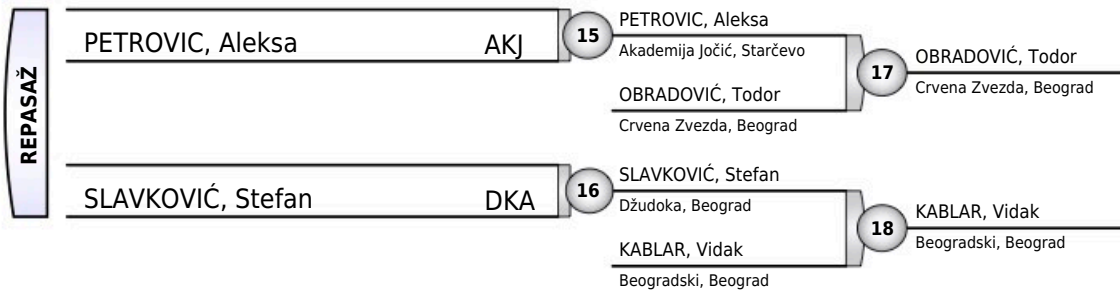 REPASAŽ
PETROVIC, Aleksa AKJ
SLAVKOVIĆ, Stefan DKA
15
16
PETROVIC, Aleksa
Akademija Jočić, Starčevo
OBRADOVIĆ, Todor
Crvena Zvezda, Beograd
SLAVKOVIĆ, Stefan
Džudoka, Beograd
KABLAR, Vidak
Beogradski, Beograd
17
18
OBRADOVIĆ, Todor
Crvena Zvezda, Beograd
KABLAR, Vidak
Beogradski, Beograd